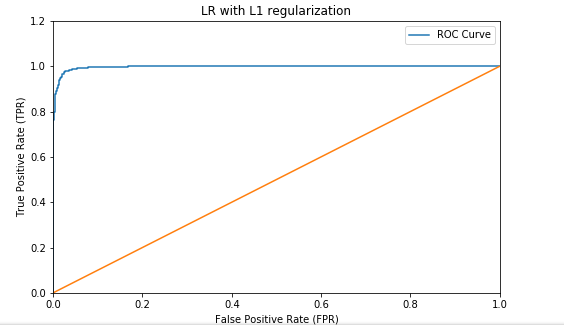 LR with L1 regularization
ROC Curve
1.2
1.0
0.8
0.6
0.4
0.2
0.0
True Positive Rate (TPR)
0.0 0.2 0.4 0.6 0.8 1.0
False Positive Rate (FPR)